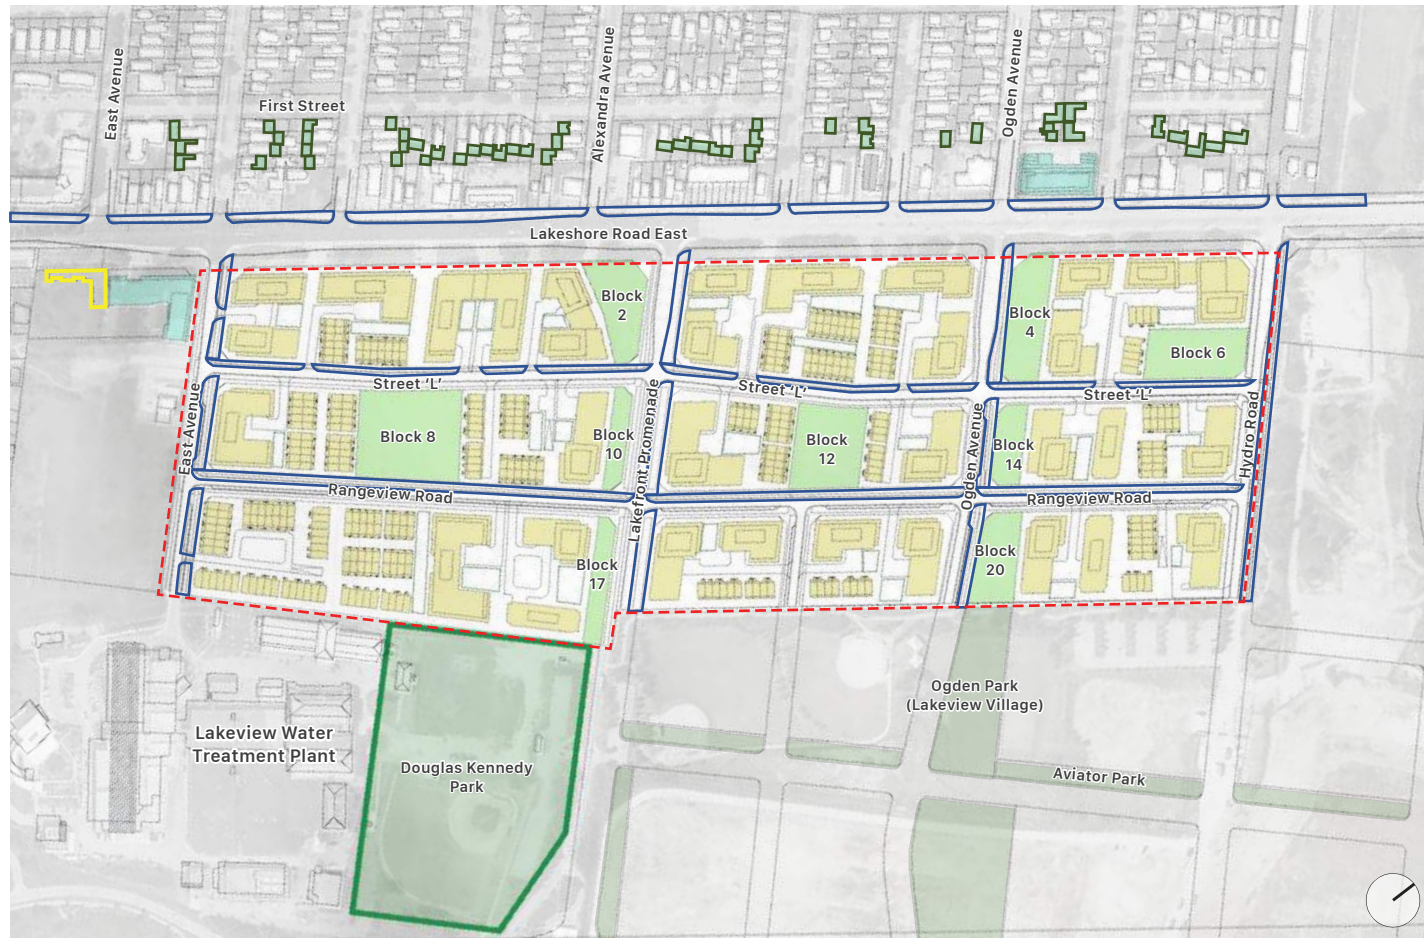 East Avenue
First Street
Alexandra Avenue
Ogden Avenue
Lakeshore Road East
Block
2
Block
4
Block 6
Street ‘L’
Street ‘L’
Street ‘L’
East Avenue
Block 8
Block
10
Lakefront Promenade
Block
12
Ogden Avenue
Block
14
Hydro Road
Rangeview Road
Rangeview Road
Block
17
Block
20
Ogden Park
(Lakeview Village)
Lakeview Water
Treatment Plant
Douglas Kennedy
Park
Aviator Park